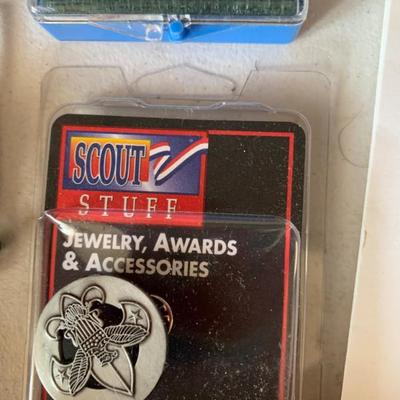 SCOUT
STUFF
JEWELRY, AWARDS
& ACCESSORIES